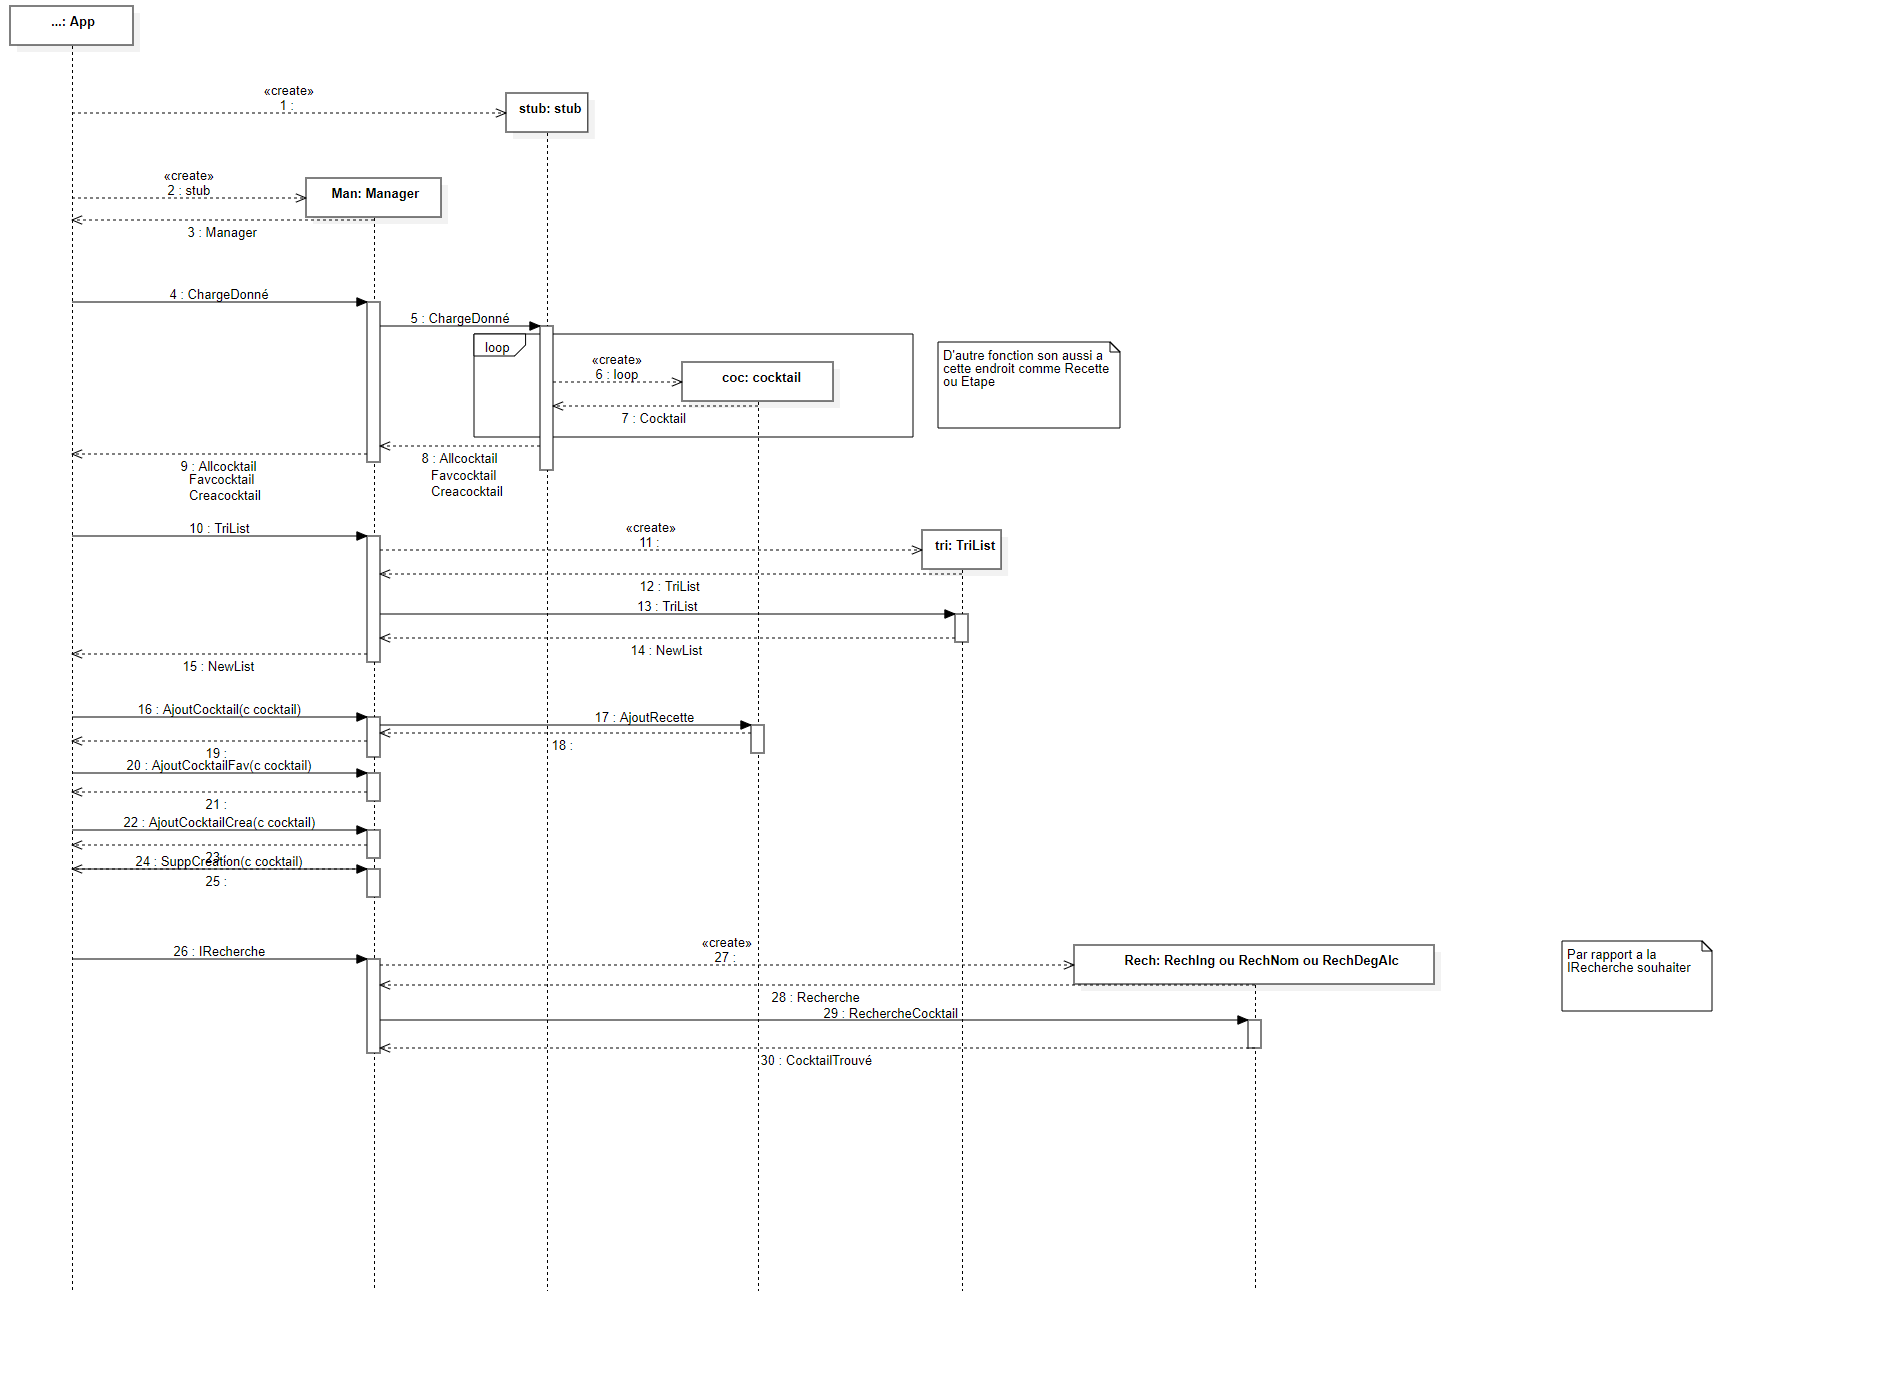 ...: App
«create»
1 :
stub: stub
«create»
2 : stub
Man: Manager
3 : Manager
4 : ChargeDonné
5 : ChargeDonné
loop
«create»
6 : loop
coc: cocktail
7 : Cocktail
D'autre fonction son aussi a
cette endroit comme Recette
ou Etape
8 : Allcocktail
Favcocktail
Creacocktail
9 : Allcocktail
Favcocktail
Creacocktail
10 : TriList
«create»
11 :
tri: TriList
12 : TriList
13 : TriList
14 : NewList
15 : NewList
16 : AjoutCocktail(c cocktail)
17 : AjoutRecette
18 :
19 :
20 : AjoutCocktailFav(c cocktail)
21 :
22 : AjoutCocktailCrea(c cocktail)
23 :
24 : SuppCreation(c cocktail)
25 :
26 : IRecherche
«create»
27 :
Rech: RechIng ou RechNom ou RechDegAlc
Par rapport a la
IRecherche souhaiter
28 : Recherche
29 : RechercheCocktail
30 : CocktailTrouvé